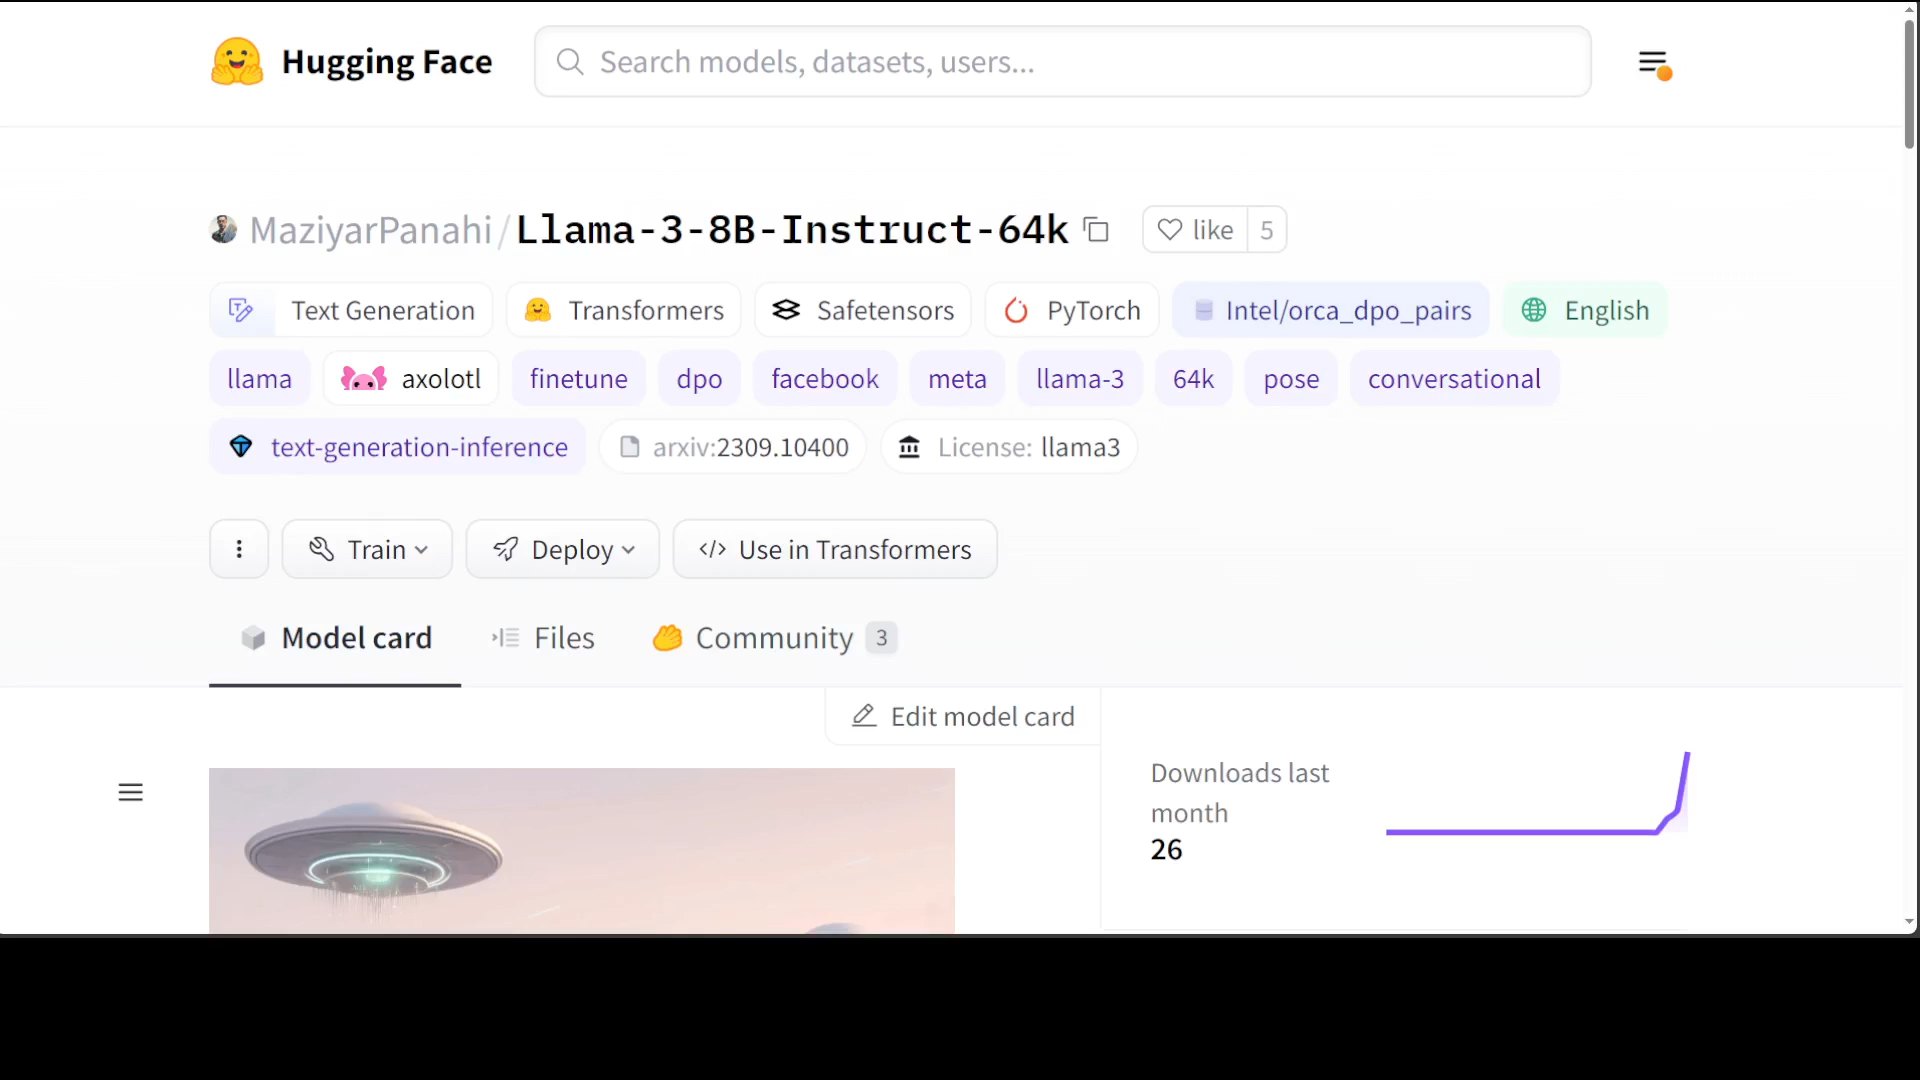 Hugging Face
Search models, datasets, users...
MaziyarPanahi/Llama-3-8B-Instruct-64k
like 5
Text Generation Transformers Safetensors PyTorch Intel/orca_dpo_pairs English
llama axolotl finetune dpo facebook meta llama-3 64k pose conversational
text-generation-inference arxiv:2309.10400 License: llama3
Train Deploy </> Use in Transformers
Model card Files Community 3
Edit model card
Downloads last
month
26